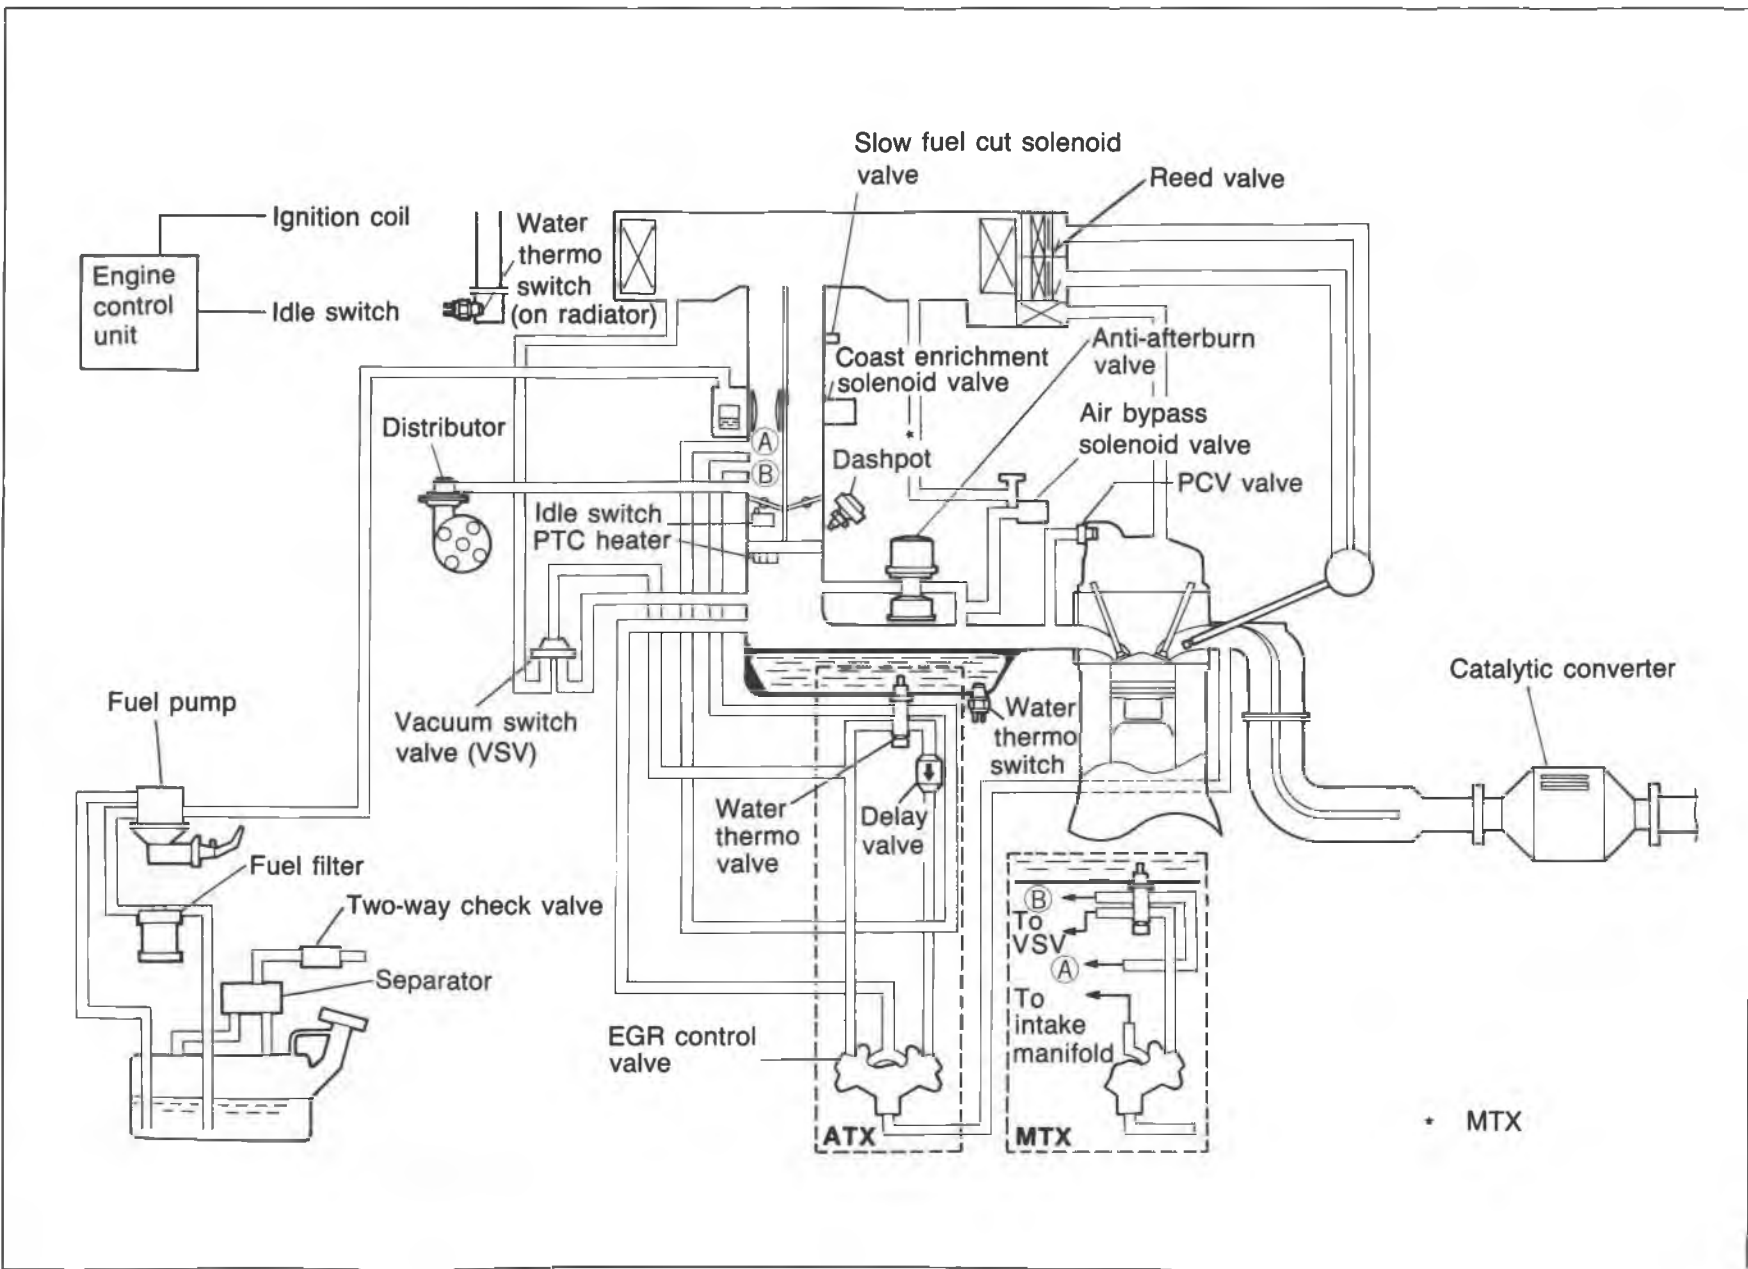 Slow fuel cut solenoid
valve
Reed valve
Ignition coil
Engine
control
unit
Idle switch
Water
thermo
switch
(on radiator)
Coast enrichment
solenoid valve
Anti-afterburn
valve
Air bypass
solenoid valve
Distributor
A
B
*
Dashpot
PCV valve
Idle switch
PTC heater
Fuel pump
Vacuum switch
valve (VSV)
Water
thermo
switch
Catalytic converter
Water
thermo
valve
Delay
valve
Fuel filter
Two-way check valve
Separator
EGR control
valve
B
To
VSV
A
To
intake
manifold
ATX
MTX
* MTX